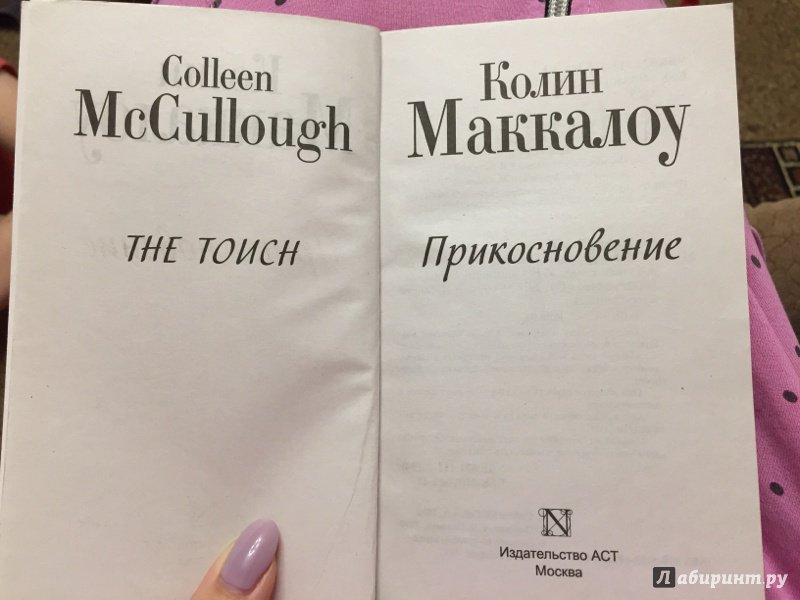 Colleen
McCullough
THE TOUCH
Колин
Маккалоу
Прикосновение
N
Издательство АСТ
Москва
Лабиринт.ру